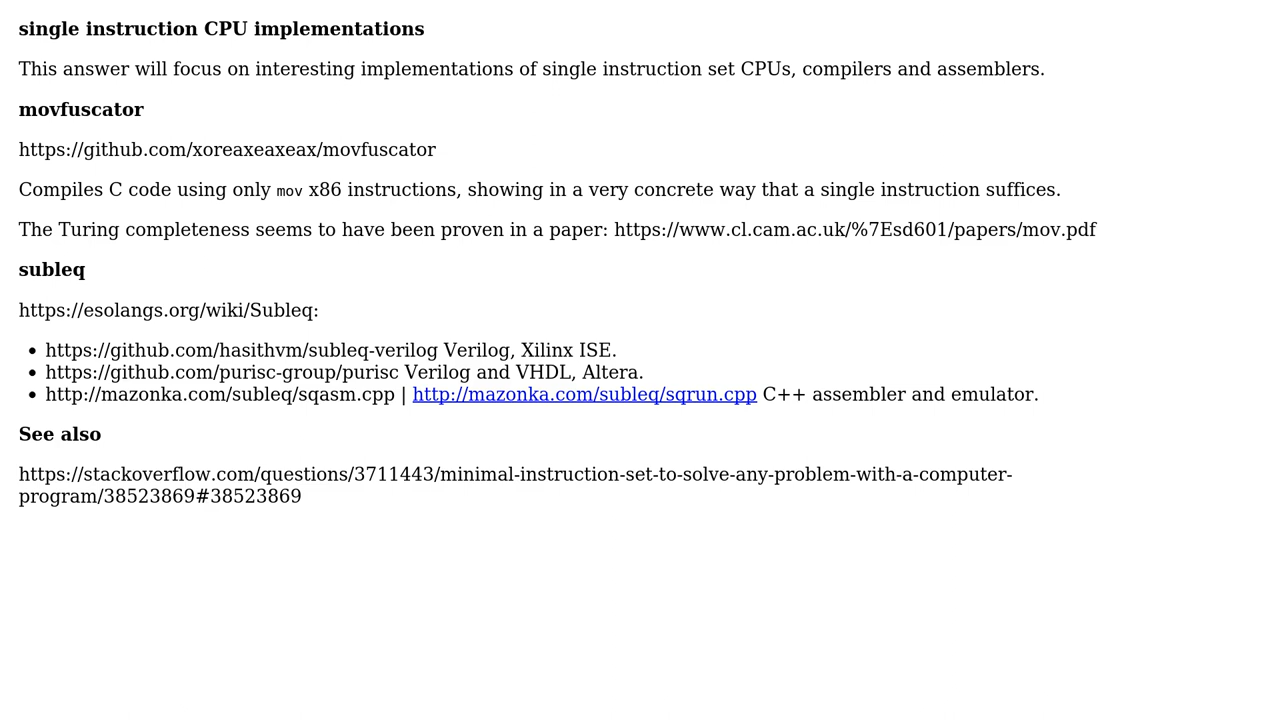 single instruction CPU implementations
This answer will focus on interesting implementations of single instruction set CPUs, compilers and assemblers.
movfuscator
https://github.com/xoreaxeaxeax/movfuscator
Compiles C code using only mov x86 instructions, showing in a very concrete way that a single instruction suffices.
The Turing completeness seems to have been proven in a paper: https://www.cl.cam.ac.uk/%7Esd601/papers/mov.pdf
subleq
https://esolangs.org/wiki/Subleq:
• https://github.com/hasithvm/subleq-verilog Verilog, Xilinx ISE.
• https://github.com/purisc-group/purisc Verilog and VHDL, Altera.
• http://mazonka.com/subleq/sqasm.cpp | http://mazonka.com/subleq/sqrun.cpp C++ assembler and emulator.
See also
https://stackoverflow.com/questions/3711443/minimal-instruction-set-to-solve-any-problem-with-a-computer-
program/38523869#38523869